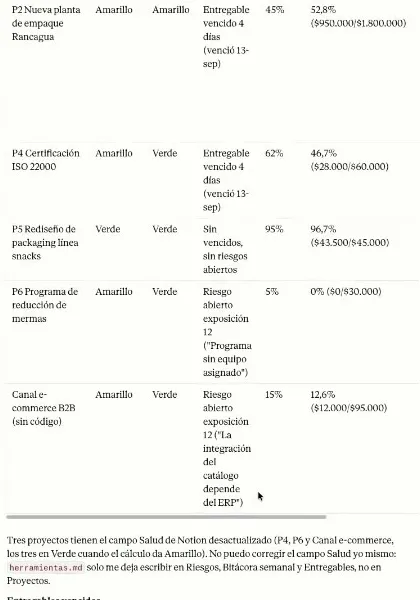 P2 Nueva planta de empaque Rancagua | Amarillo | Amarillo | Entregable vencido 4 días (venció 13-sep) | 45% | 52,8% ($950.000/$1.800.000)
P4 Certificación ISO 22000 | Amarillo | Verde | Entregable vencido 4 días (venció 13-sep) | 62% | 46,7% ($28.000/$60.000)
P5 Rediseño de packaging línea snacks | Verde | Verde | Sin vencidos, sin riesgos abiertos | 95% | 96,7% ($43.500/$45.000)
P6 Programa de reducción de mermas | Amarillo | Verde | Riesgo abierto exposición 12 ("Programa sin equipo asignado") | 5% | 0% ($0/$30.000)
Canal e-commerce B2B (sin código) | Amarillo | Verde | Riesgo abierto exposición 12 ("La integración del catálogo depende del ERP") | 15% | 12,6% ($12.000/$95.000)
Tres proyectos tienen el campo Salud de Notion desactualizado (P4, P6 y Canal e-commerce,
los tres en Verde cuando el cálculo da Amarillo). No puedo corregir el campo Salud yo mismo:
herramientas.md solo me deja escribir en Riesgos, Bitácora semanal y Entregables, no en
Proyectos.